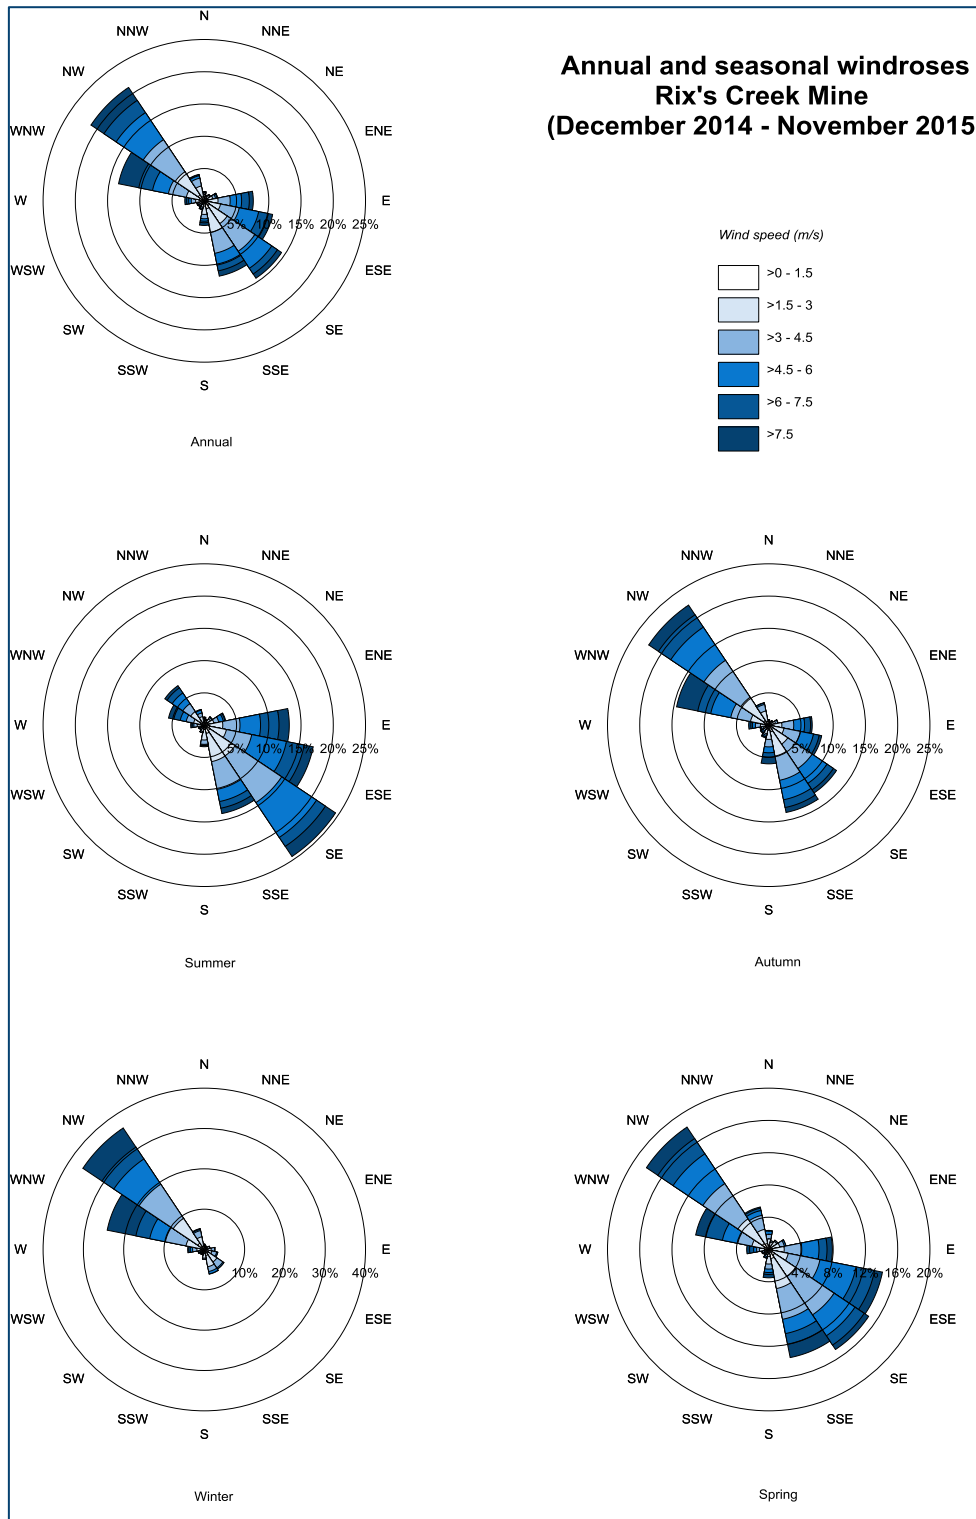 Annual and seasonal windroses
Rix's Creek Mine
(December 2014 - November 2015
Wind speed (m/s)
>0 - 1.5
>1.5 - 3
>3 - 4.5
>4.5 - 6
>6 - 7.5
>7.5
N
NNW NNE
NW NE
WNW ENE
W E
5% 10% 15% 20% 25%
WSW ESE
SW SE
SSW SSE
S
Annual
N
NNW NNE
NW NE
WNW ENE
W E
5% 10% 15% 20% 25%
WSW ESE
SW SE
SSW SSE
S
Summer
N
NNW NNE
NW NE
WNW ENE
W E
5% 10% 15% 20% 25%
WSW ESE
SW SE
SSW SSE
S
Autumn
N
NNW NNE
NW NE
WNW ENE
W E
10% 20% 30% 40%
WSW ESE
SW SE
SSW SSE
S
Winter
N
NNW NNE
NW NE
WNW ENE
W E
4% 8% 12% 16% 20%
WSW ESE
SW SE
SSW SSE
S
Spring